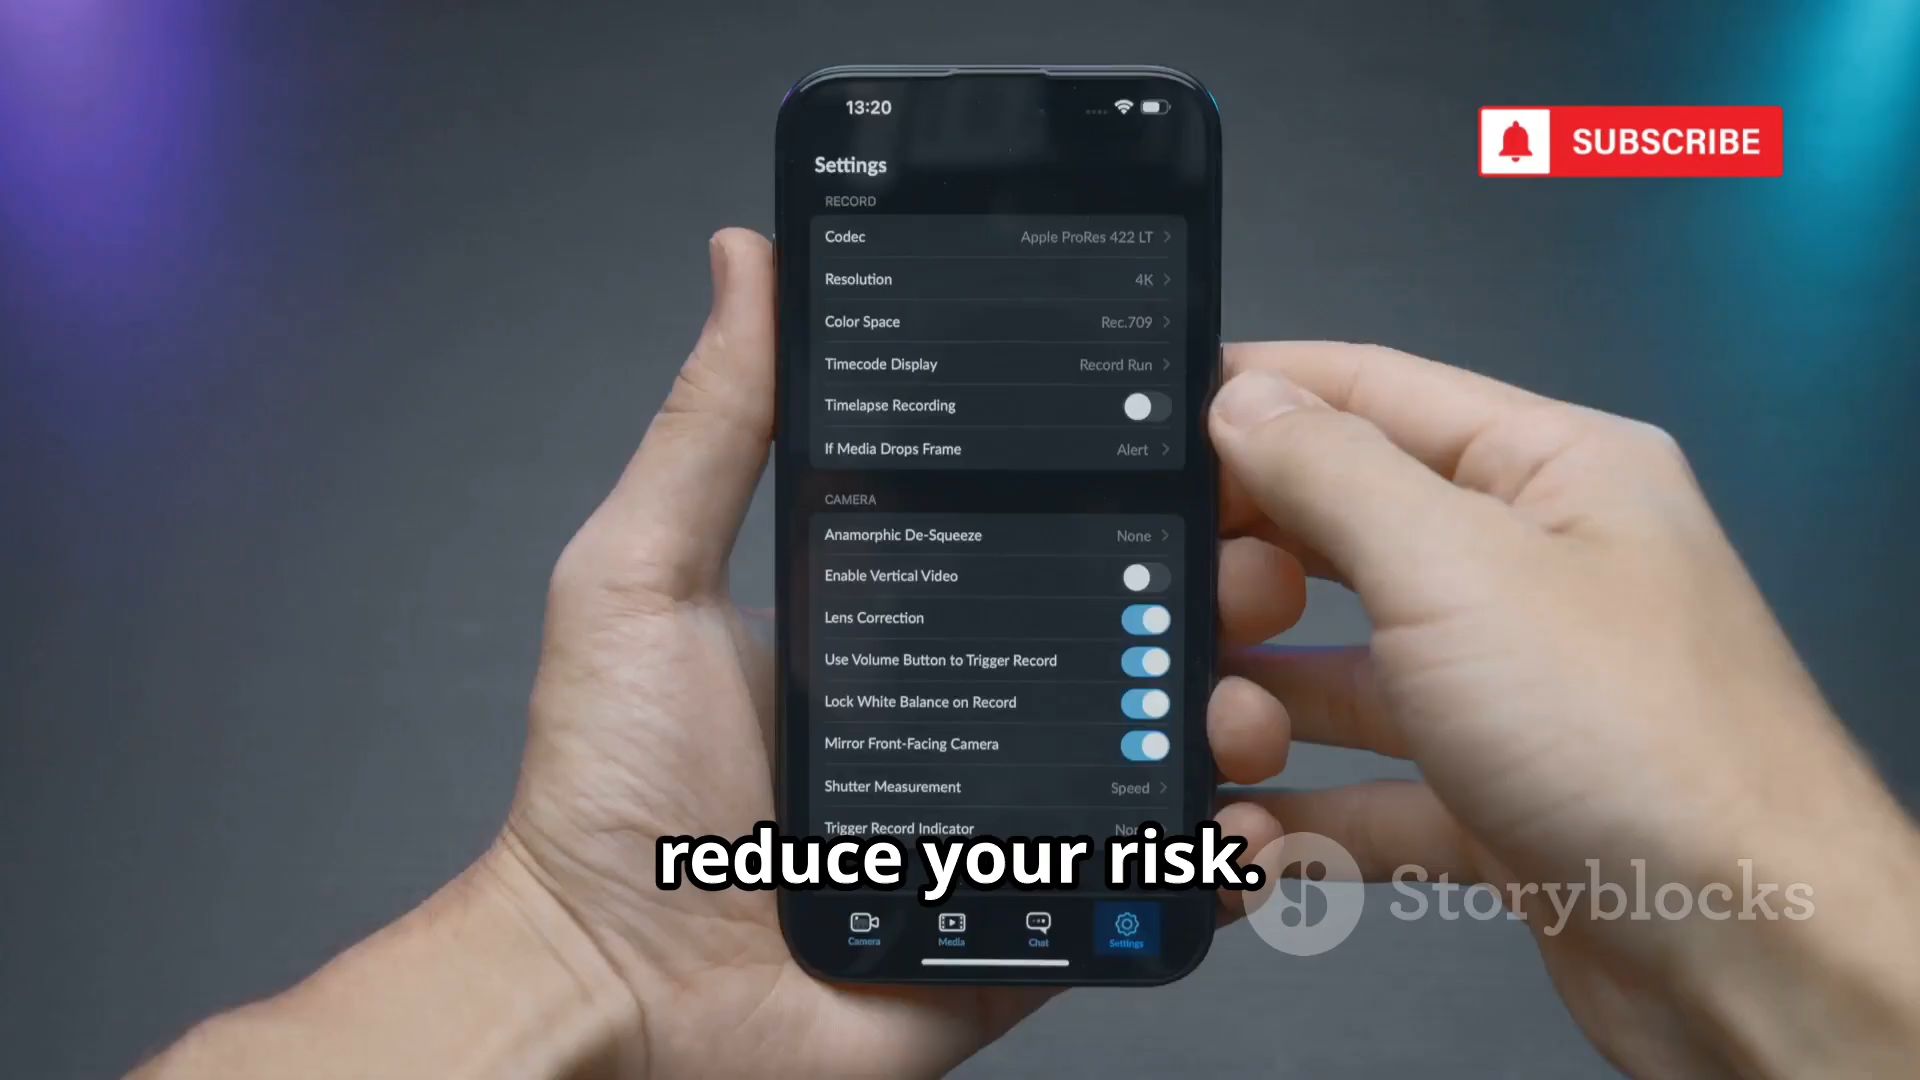 13:20
SUBSCRIBE
Settings
RECORD
Codec Apple ProRes 422 LT
Resolution 4K
Color Space Rec.709
Timecode Display Record Run
Timelapse Recording
If Media Drops Frame Alert
CAMERA
Anamorphic De-Squeeze None
Enable Vertical Video
Lens Correction
Use Volume Button to Trigger Record
Lock White Balance on Record
Mirror Front-Facing Camera
Shutter Measurement Speed
Trigger Record Indicator
reduce your risk.
Storyblocks
Camera Media Chat Settings